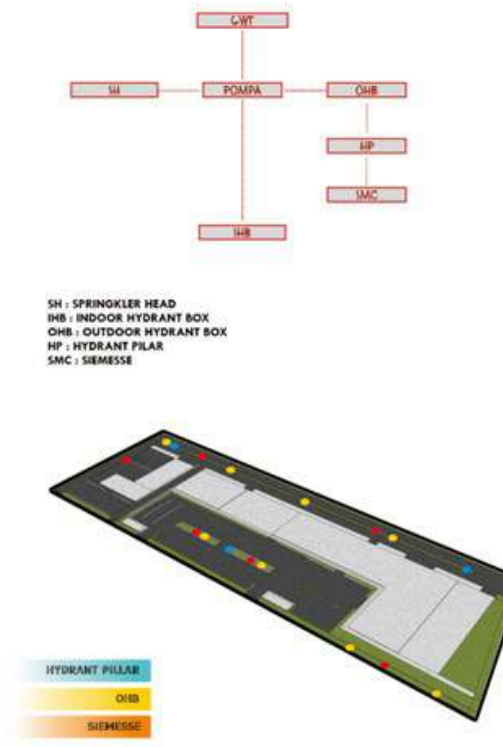 GWT
SH
POMPA
OHB
HP
SMC
IHB
SH : SPRINGKLER HEAD
IHB : INDOOR HYDRANT BOX
OHB : OUTDOOR HYDRANT BOX
HP : HYDRANT PILAR
SMC : SIEMESSE
HYDRANT PILLAR
OHB
SIEMESSE